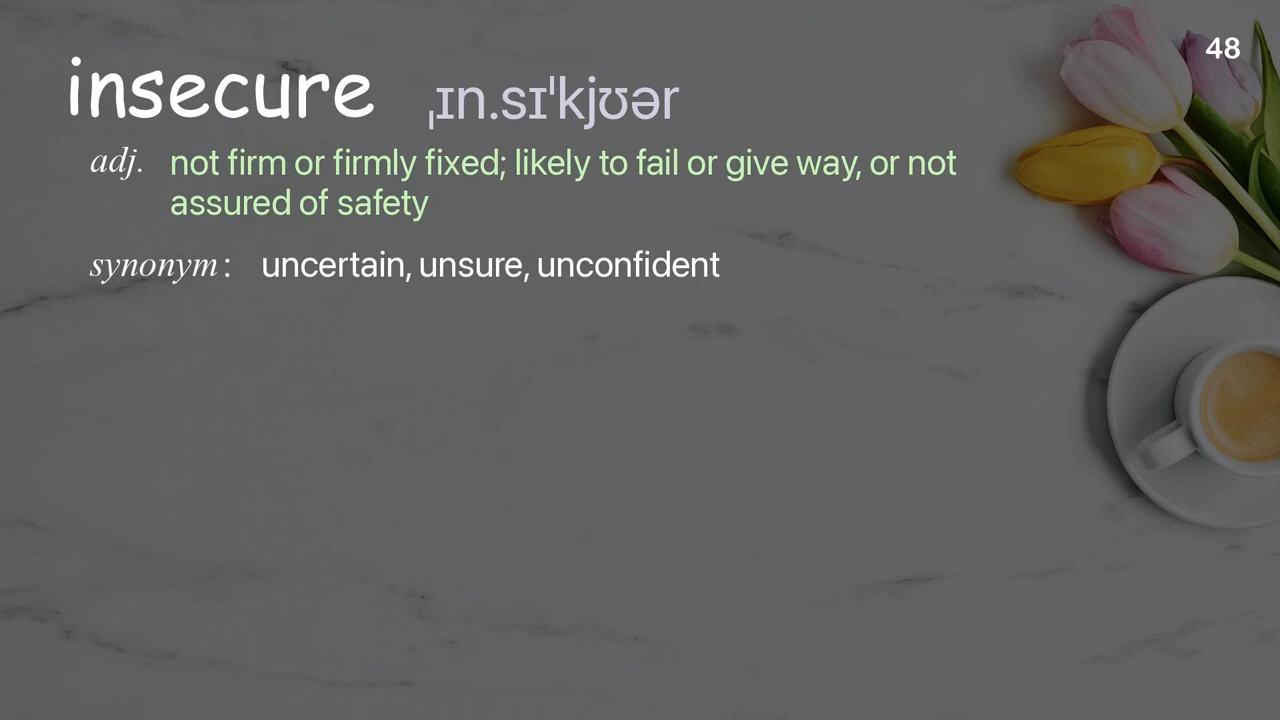 48
insecure ˌɪn.sɪˈkjʊər
adj. not firm or firmly fixed; likely to fail or give way, or not
assured of safety
synonym : uncertain, unsure, unconfident